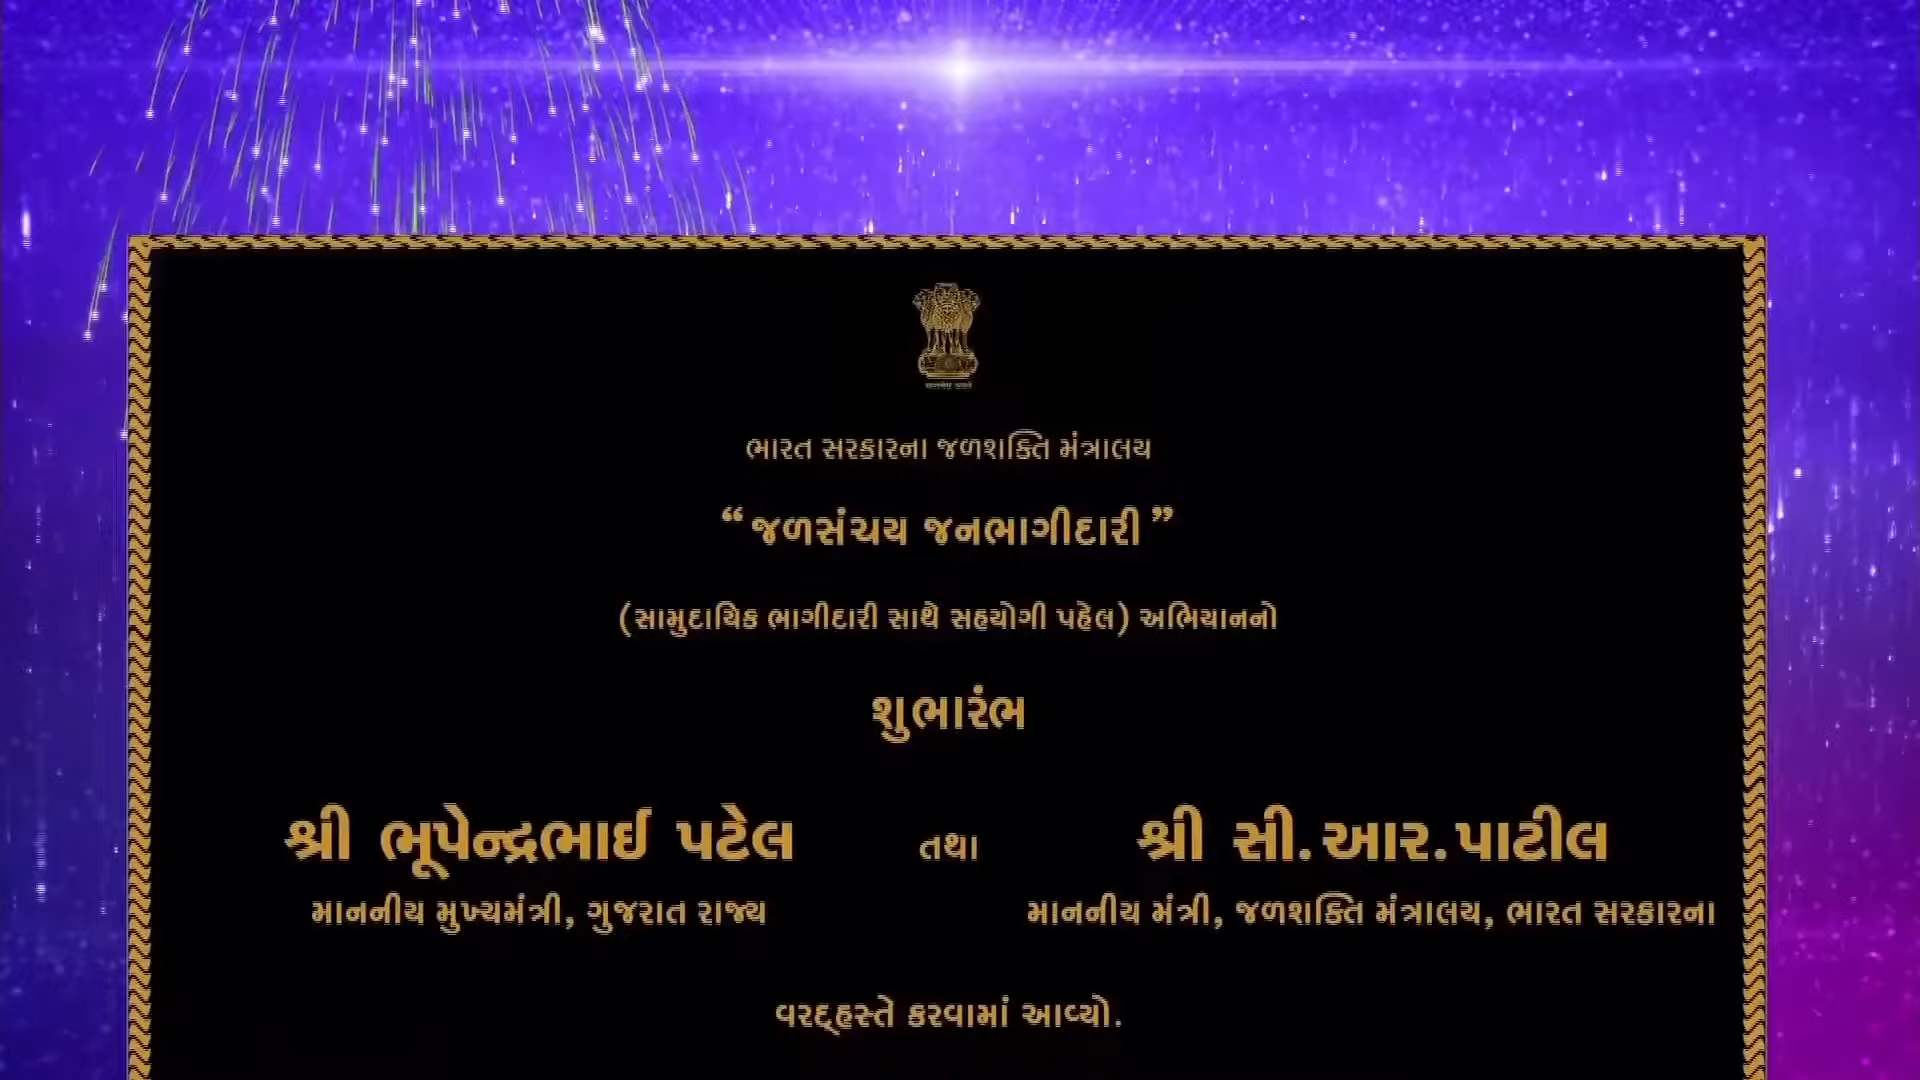 ભારત સરકારના જળશક્તિ મંત્રાલય
“જળસંચય જનભાગીદારી”
(સામુદાયિક ભાગીદારી સાથે સહયોગી પહેલ) અભિયાનનો
શુભારંભ
શ્રી ભૂપેન્દ્રભાઈ પટેલ તથા શ્રી સી.આર.પાટીલ
માનનીય મુખ્યમંત્રી, ગુજરાત રાજ્ય માનનીય મંત્રી, જળશક્તિ મંત્રાલય, ભારત સરકારના
વરદ્હસ્તે કરવામાં આવ્યો.